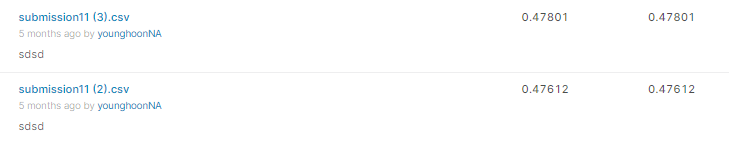 submission11 (3).csv 0.47801 0.47801
5 months ago by younghoonNA
sdsd
submission11 (2).csv 0.47612 0.47612
5 months ago by younghoonNA
sdsd